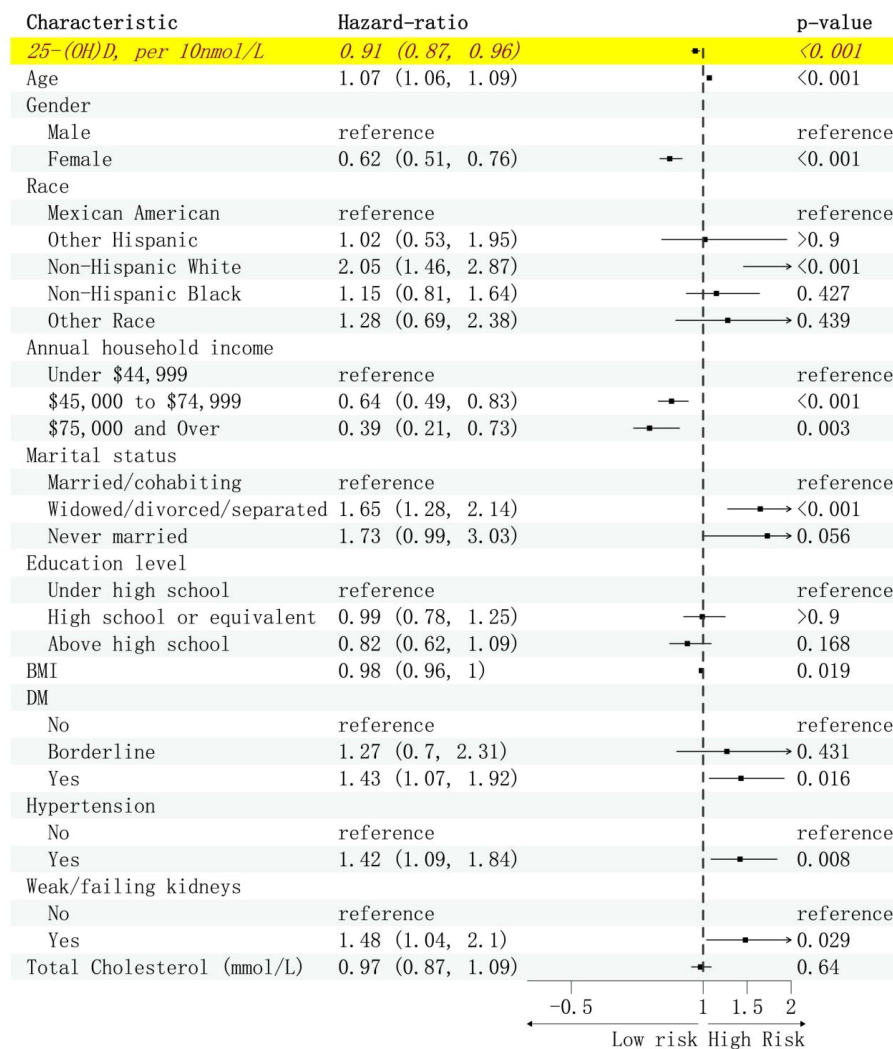 Characteristic Hazard-ratio p-value
25-(OH)D, per 10nmol/L 0.91 (0.87, 0.96) <0.001
Age 1.07 (1.06, 1.09) <0.001
Gender
Male reference reference
Female 0.62 (0.51, 0.76) <0.001
Race
Mexican American reference reference
Other Hispanic 1.02 (0.53, 1.95) >0.9
Non-Hispanic White 2.05 (1.46, 2.87) <0.001
Non-Hispanic Black 1.15 (0.81, 1.64) 0.427
Other Race 1.28 (0.69, 2.38) 0.439
Annual household income
Under $44,999 reference reference
$45,000 to $74,999 0.64 (0.49, 0.83) <0.001
$75,000 and Over 0.39 (0.21, 0.73) 0.003
Marital status
Married/cohabiting reference reference
Widowed/divorced/separated 1.65 (1.28, 2.14) <0.001
Never married 1.73 (0.99, 3.03) 0.056
Education level
Under high school reference reference
High school or equivalent 0.99 (0.78, 1.25) >0.9
Above high school 0.82 (0.62, 1.09) 0.168
BMI 0.98 (0.96, 1) 0.019
DM
No reference reference
Borderline 1.27 (0.7, 2.31) 0.431
Yes 1.43 (1.07, 1.92) 0.016
Hypertension
No reference reference
Yes 1.42 (1.09, 1.84) 0.008
Weak/failing kidneys
No reference reference
Yes 1.48 (1.04, 2.1) 0.029
Total Cholesterol (mmol/L) 0.97 (0.87, 1.09) 0.64
-0.5 1 1.5 2
Low risk High Risk